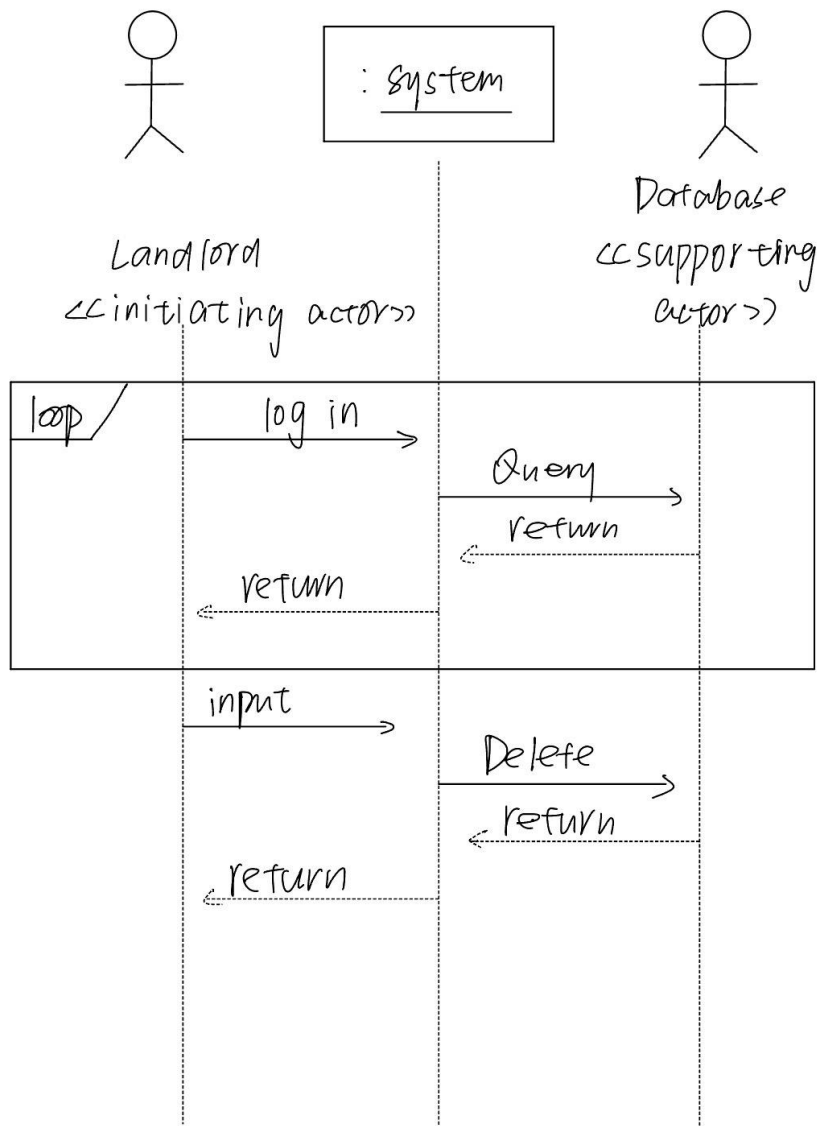 : system
Database
<<supporting
actor>>
Landlord
<<initiating actor>>
loop
log in
Query
return
return
input
Delete
return
return